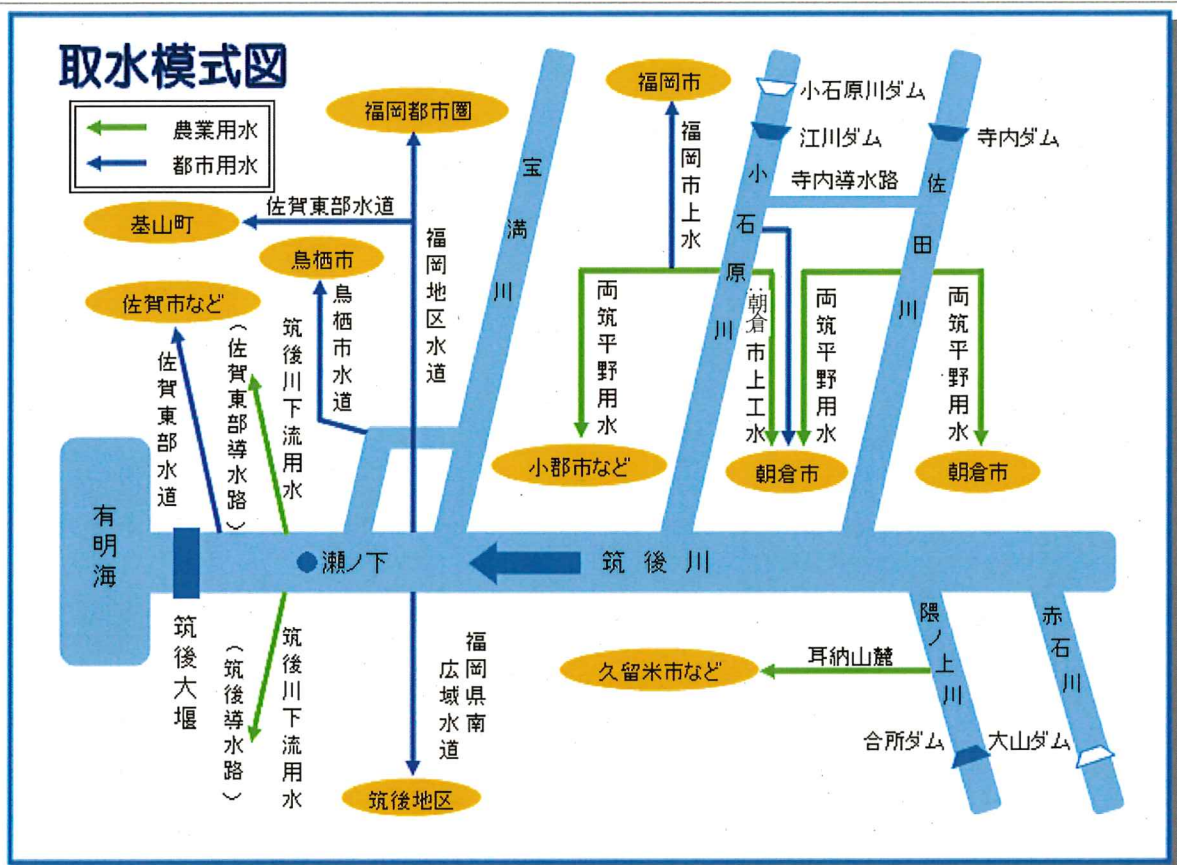 取水模式図
農業用水
都市用水
福岡都市圏
佐賀東部水道
基山町
鳥栖市
佐賀市など
佐賀東部水道
(佐賀東部導水路)
筑後川下流用水
鳥栖市水道
福岡地区水道
宝満川
福岡市
福岡市上水
小石原川ダム
江川ダム
寺内ダム
寺内導水路
小石原川
佐田川
両筑平野用水
朝倉市上工水
両筑平野用水
両筑平野用水
小郡市など
朝倉市
朝倉市
有明海
瀬ノ下
筑後川
筑後大堰
(筑後導水路)
筑後川下流用水
福岡県南
広域水道
筑後地区
久留米市など
耳納山麓
隈ノ上川
赤石川
合所ダム
大山ダム